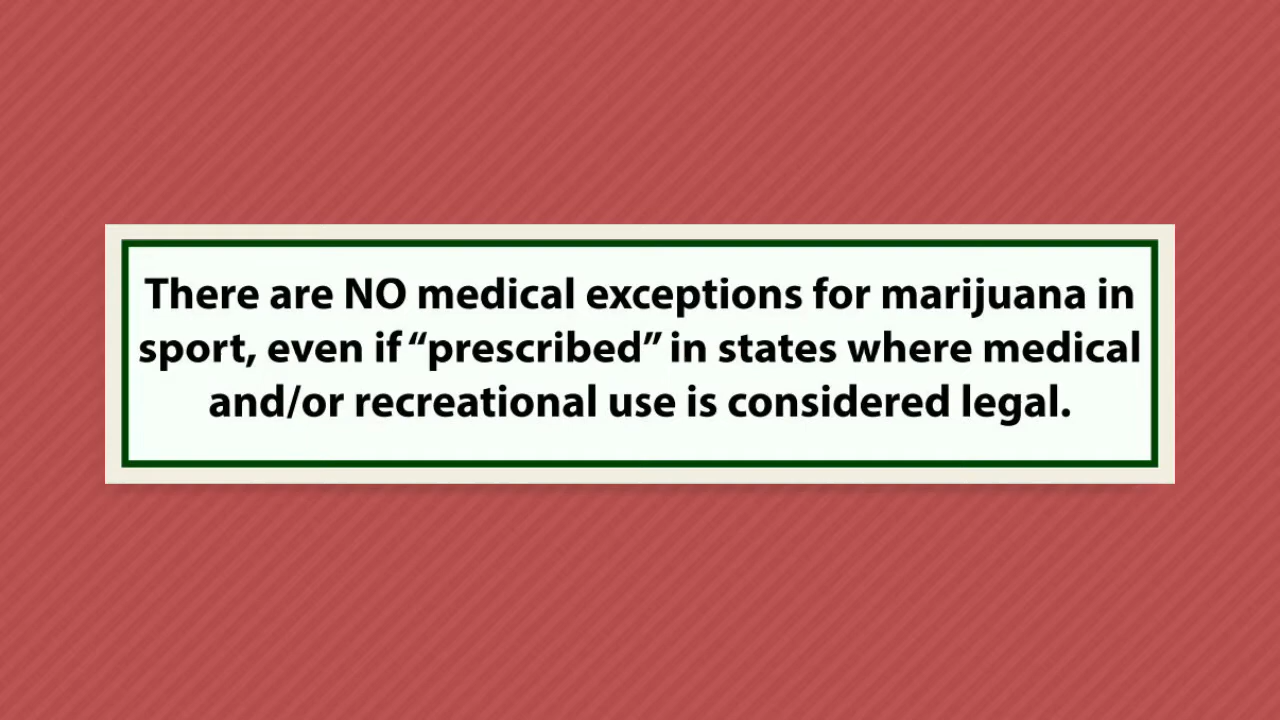 There are NO medical exceptions for marijuana in
sport, even if “prescribed” in states where medical
and/or recreational use is considered legal.